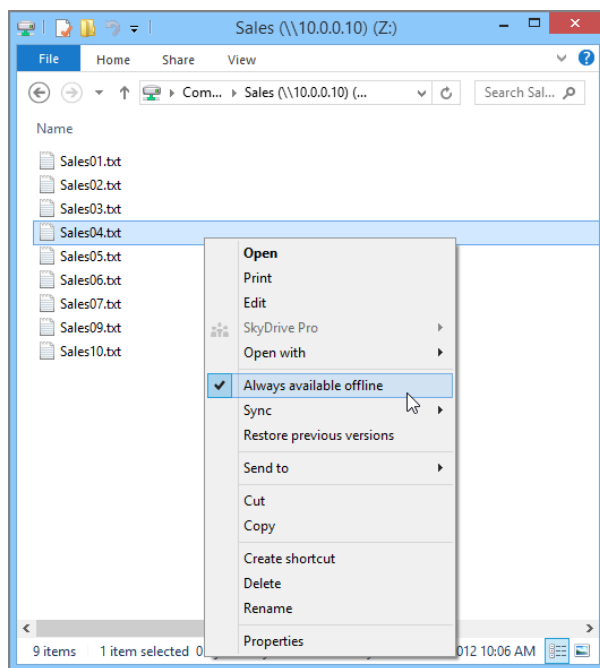 Sales (\\10.0.0.10) (Z:)
File Home Share View
Com... Sales (\\10.0.0.10) (... Search Sal...
Name
Sales01.txt
Sales02.txt
Sales03.txt
Sales04.txt
Sales05.txt
Sales06.txt
Sales07.txt
Sales09.txt
Sales10.txt
Open
Print
Edit
SkyDrive Pro
Open with
Always available offline
Sync
Restore previous versions
Send to
Cut
Copy
Create shortcut
Delete
Rename
Properties
9 items 1 item selected 0 012 10:06 AM